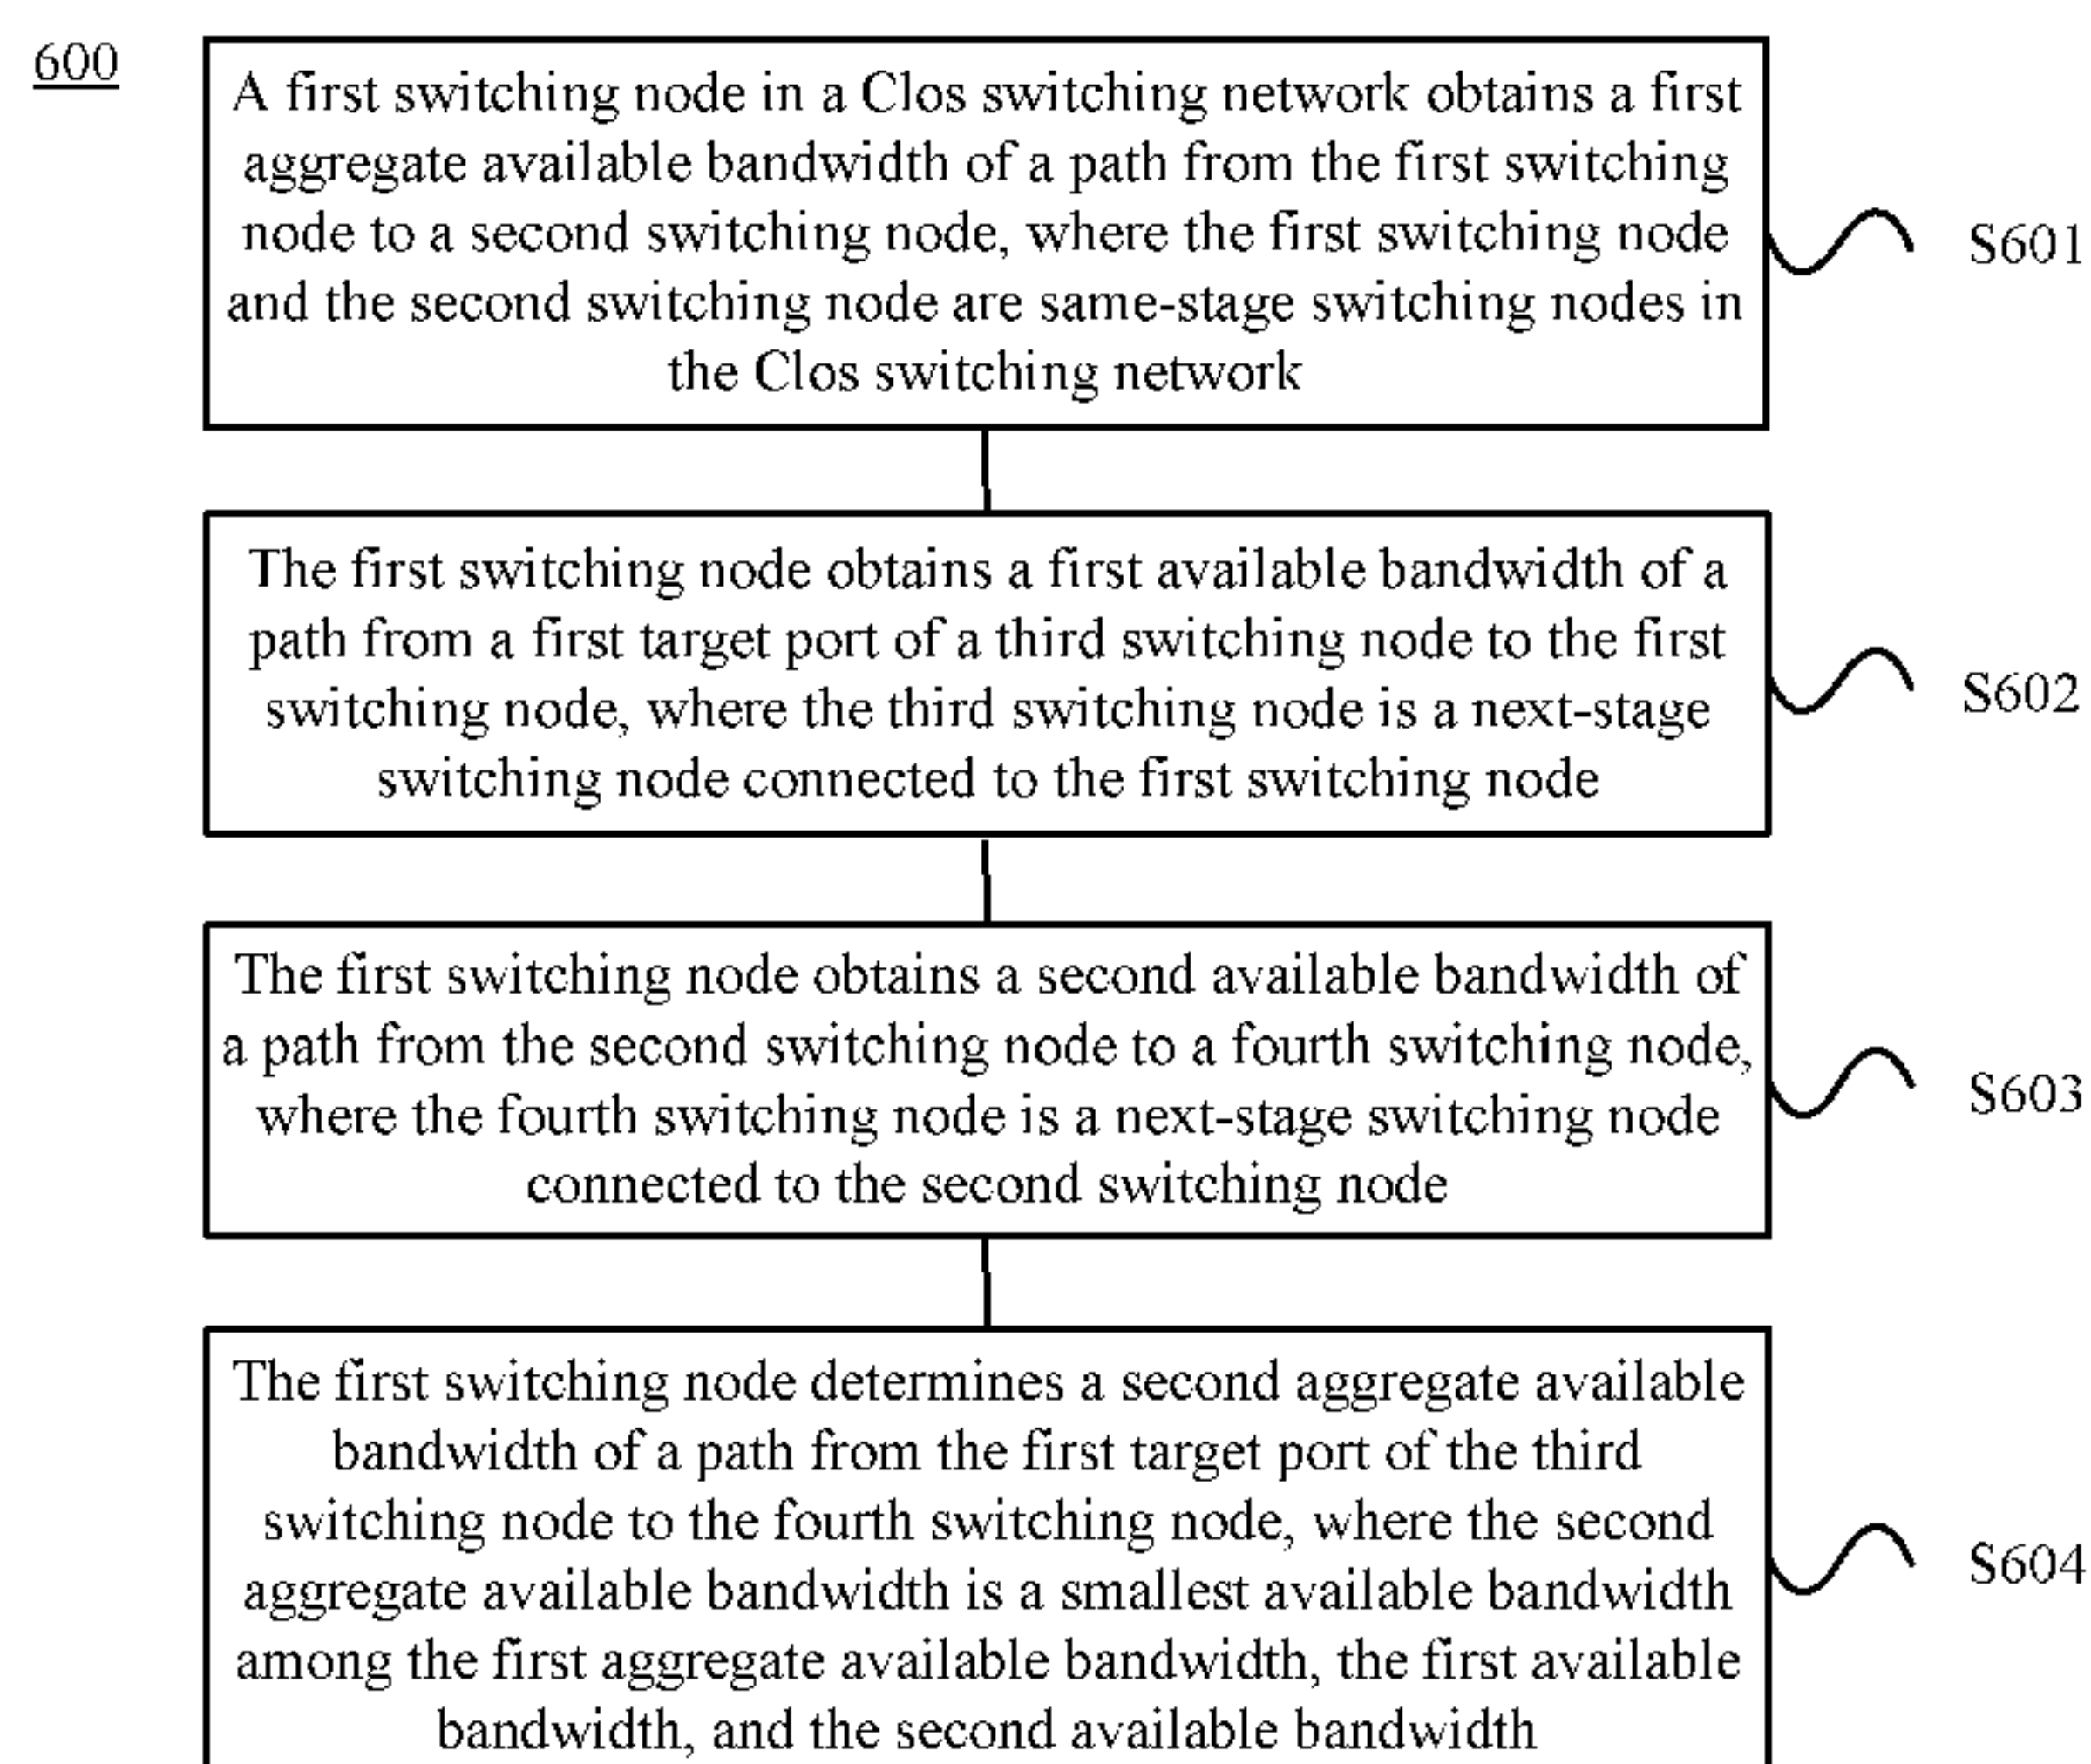 600
A first switching node in a Clos switching network obtains a first
aggregate available bandwidth of a path from the first switching
node to a second switching node, where the first switching node
and the second switching node are same-stage switching nodes in
the Clos switching network
S601
The first switching node obtains a first available bandwidth of a
path from a first target port of a third switching node to the first
switching node, where the third switching node is a next-stage
switching node connected to the first switching node
S602
The first switching node obtains a second available bandwidth of
a path from the second switching node to a fourth switching node,
where the fourth switching node is a next-stage switching node
connected to the second switching node
S603
The first switching node determines a second aggregate available
bandwidth of a path from the first target port of the third
switching node to the fourth switching node, where the second
aggregate available bandwidth is a smallest available bandwidth
among the first aggregate available bandwidth, the first available
bandwidth, and the second available bandwidth
S604